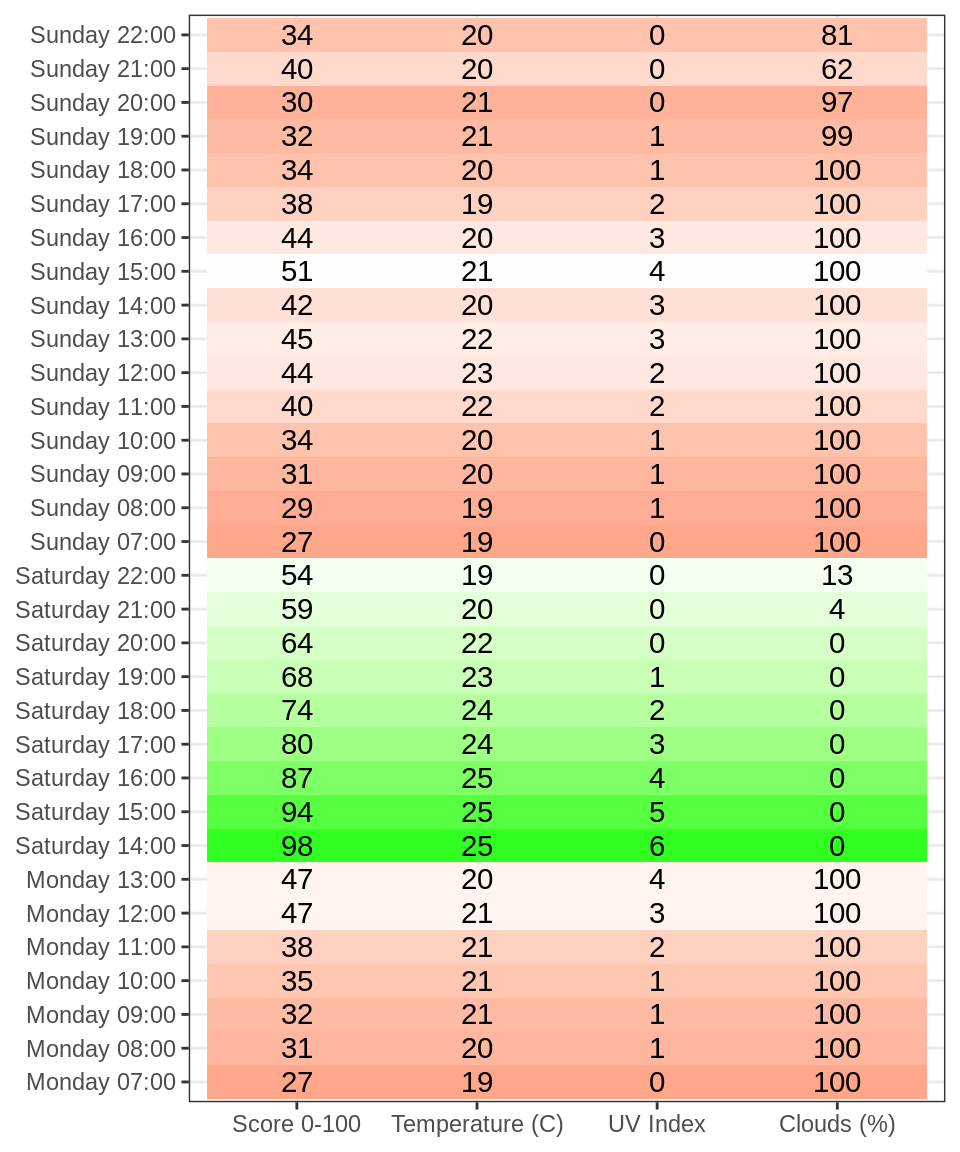 Sunday 22:00 34 20 0 81
Sunday 21:00 40 20 0 62
Sunday 20:00 30 21 0 97
Sunday 19:00 32 21 1 99
Sunday 18:00 34 20 1 100
Sunday 17:00 38 19 2 100
Sunday 16:00 44 20 3 100
Sunday 15:00 51 21 4 100
Sunday 14:00 42 20 3 100
Sunday 13:00 45 22 3 100
Sunday 12:00 44 23 2 100
Sunday 11:00 40 22 2 100
Sunday 10:00 34 20 1 100
Sunday 09:00 31 20 1 100
Sunday 08:00 29 19 1 100
Sunday 07:00 27 19 0 100
Saturday 22:00 54 19 0 13
Saturday 21:00 59 20 0 4
Saturday 20:00 64 22 0 0
Saturday 19:00 68 23 1 0
Saturday 18:00 74 24 2 0
Saturday 17:00 80 24 3 0
Saturday 16:00 87 25 4 0
Saturday 15:00 94 25 5 0
Saturday 14:00 98 25 6 0
Monday 13:00 47 20 4 100
Monday 12:00 47 21 3 100
Monday 11:00 38 21 2 100
Monday 10:00 35 21 1 100
Monday 09:00 32 21 1 100
Monday 08:00 31 20 1 100
Monday 07:00 27 19 0 100
Score 0-100 Temperature (C) UV Index Clouds (%)